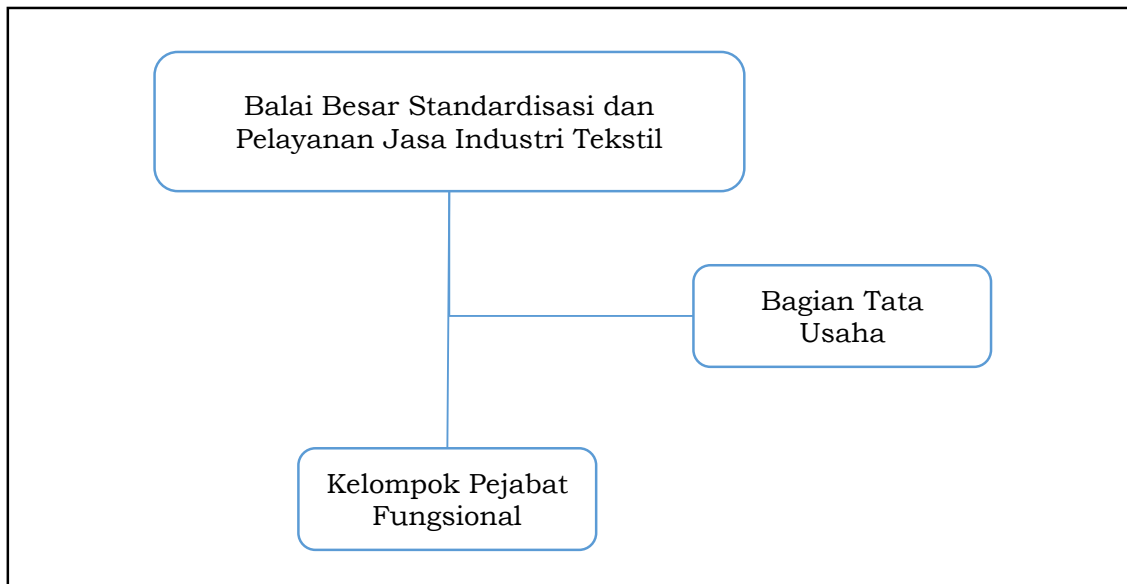 Balai Besar Standardisasi dan
Pelayanan Jasa Industri Tekstil
Bagian Tata
Usaha
Kelompok Pejabat
Fungsional